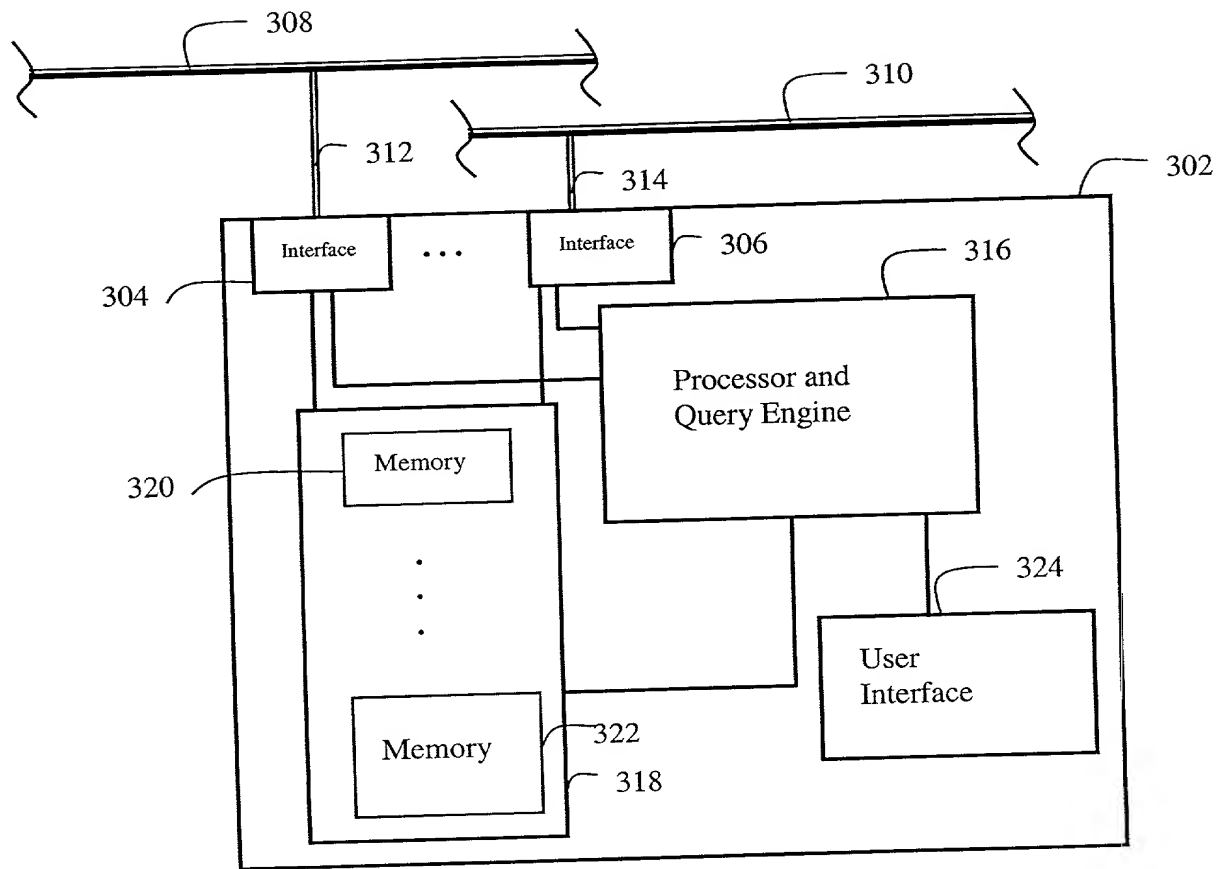 308
310
312
314
302
Interface
...
Interface
306
304
316
Processor and
Query Engine
Memory
320
324
User
Interface
Memory
322
318